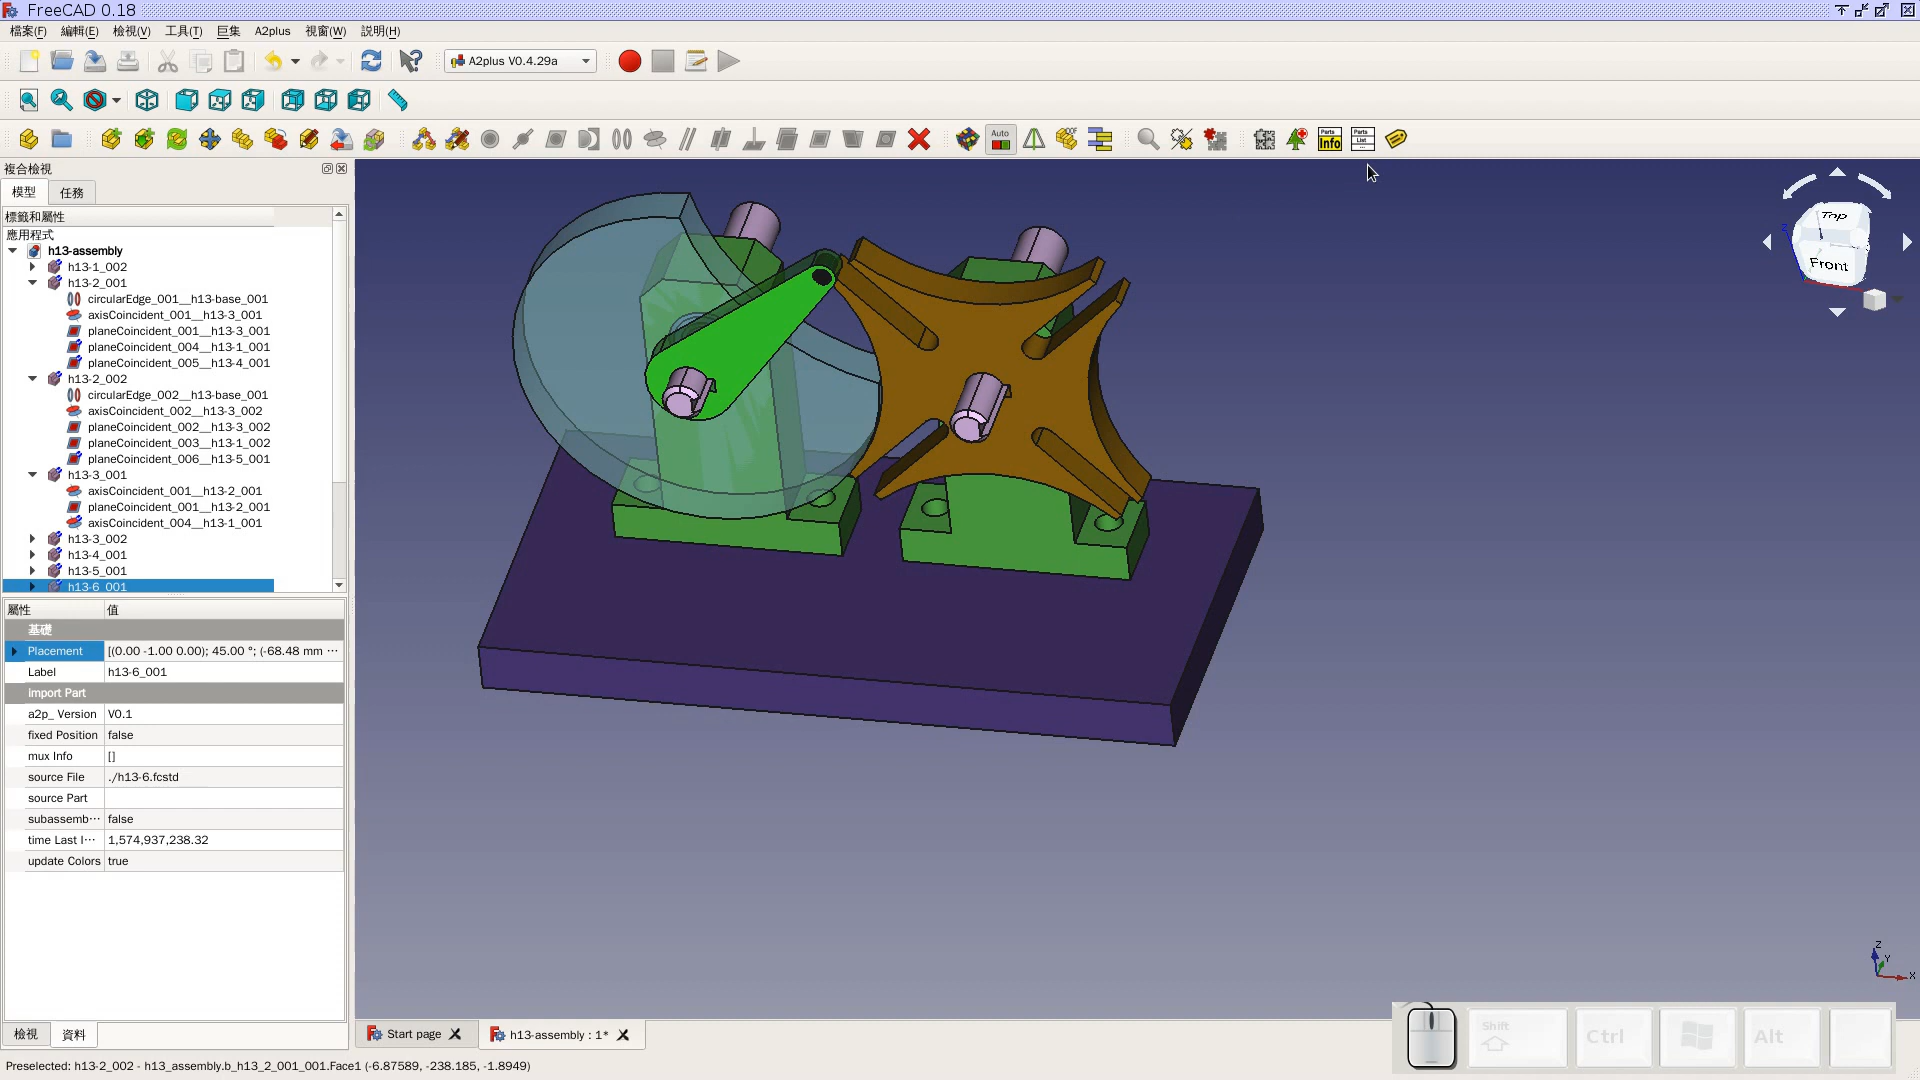 FreeCAD 0.18
檔案(F) 編輯(E) 檢視(V) 工具(T) 巨集 A2plus 視窗(W) 説明(H)
A2plus V0.4.29a
Auto
DOF
Parts Info
Parts List
複合檢視
模型 任務
標籤和屬性
應用程式
h13-assembly
h13-1_002
h13-2_001
circularEdge_001__h13-base_001
axisCoincident_001__h13-3_001
planeCoincident_001__h13-3_001
planeCoincident_004__h13-1_001
planeCoincident_005__h13-4_001
h13-2_002
circularEdge_002__h13-base_001
axisCoincident_002__h13-3_002
planeCoincident_002__h13-3_002
planeCoincident_003__h13-1_002
planeCoincident_006__h13-5_001
h13-3_001
axisCoincident_001__h13-2_001
planeCoincident_001__h13-2_001
axisCoincident_004__h13-1_001
h13-3_002
h13-4_001
h13-5_001
h13-6_001
屬性 值
基礎
Placement [(0.00 -1.00 0.00); 45.00 °; (-68.48 mm ⋯
Label h13-6_001
Import Part
a2p_ Version V0.1
fixed Position false
mux Info []
source File ./h13-6.fcstd
source Part
subassemb⋯ false
time Last I⋯ 1,574,937,238.32
update Colors true
檢視 資料
Top
Front
Z
Z
Y
X
Start page
h13-assembly : 1*
Shift Ctrl Alt
Preselected: h13-2_002 - h13_assembly.b_h13_2_001_001.Face1 (-6.87589, -238.185, -1.8949)